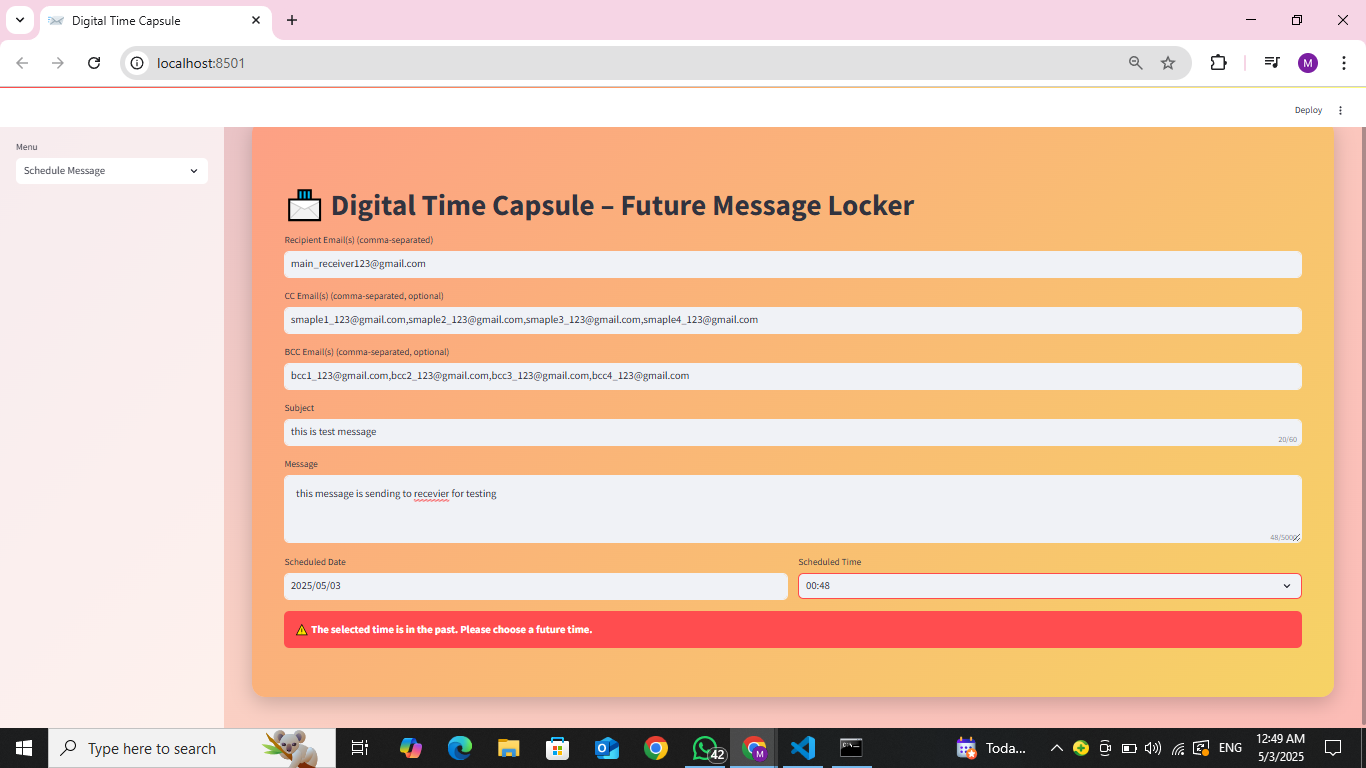 Digital Time Capsule
localhost:8501
M
Deploy
Menu
Schedule Message
Digital Time Capsule – Future Message Locker
Recipient Email(s) (comma-separated)
main_receiver123@gmail.com
CC Email(s) (comma-separated, optional)
smaple1_123@gmail.com,smaple2_123@gmail.com,smaple3_123@gmail.com,smaple4_123@gmail.com
BCC Email(s) (comma-separated, optional)
bcc1_123@gmail.com,bcc2_123@gmail.com,bcc3_123@gmail.com,bcc4_123@gmail.com
Subject
this is test message
20/60
Message
this message is sending to recevier for testing
48/5000
Scheduled Date
Scheduled Time
2025/05/03
00:48
⚠ The selected time is in the past. Please choose a future time.
Type here to search
42
M
Toda...
ENG
12:49 AM
5/3/2025